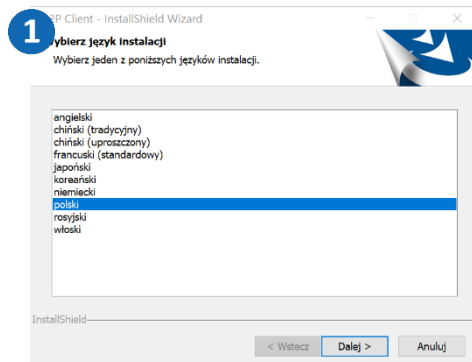 1
P Client - InstallShield Wizard
ybierz język instalacji
Wybierz jeden z poniższych języków instalacji.
angielski
chiński (tradycyjny)
chiński (uproszczony)
francuski (standardowy)
japoński
koreański
niemiecki
polski
rosyjski
włoski
InstallShield
< Wstecz
Dalej >
Anuluj